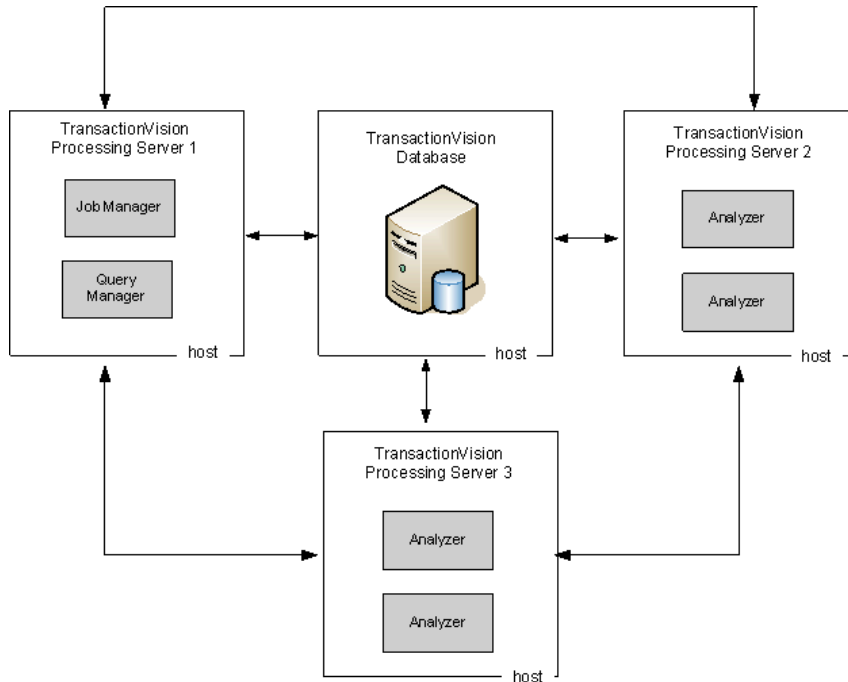 TransactionVision
Processing Server 1
Job Manager
Query
Manager
host
TransactionVision
Database
host
TransactionVision
Processing Server 2
Analyzer
Analyzer
host
TransactionVision
Processing Server 3
Analyzer
Analyzer
host